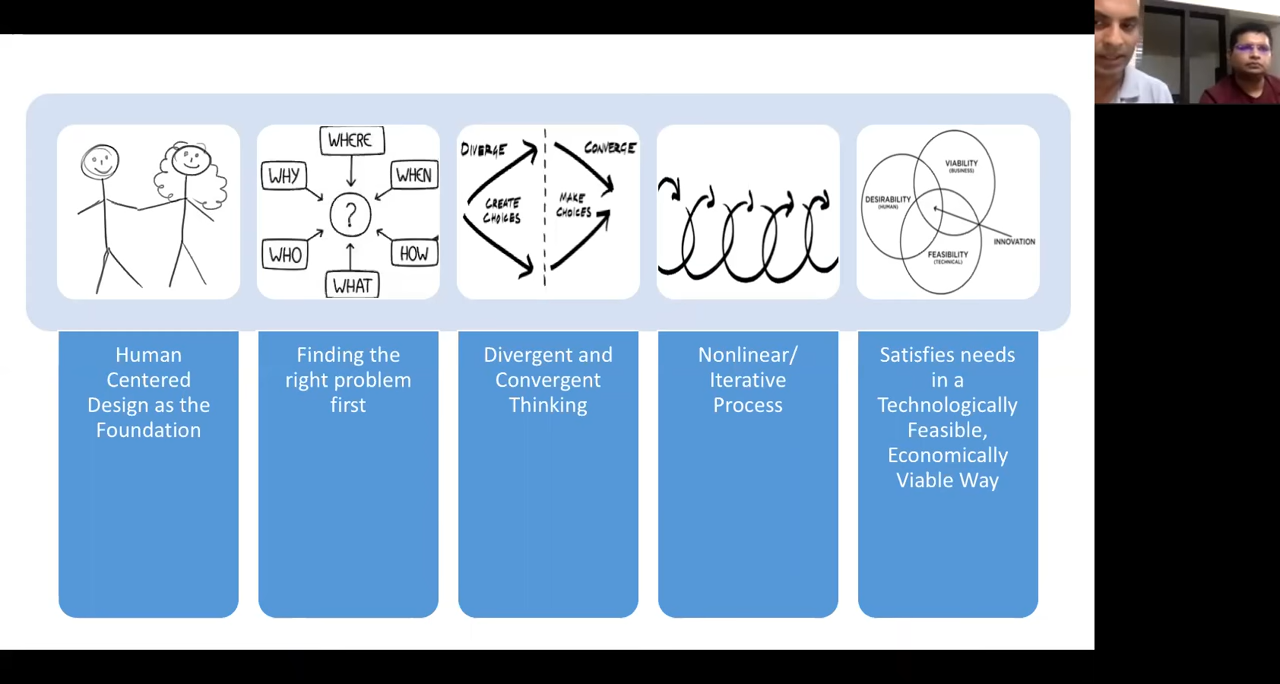 WHERE
WHY
WHEN
?
WHO
HOW
WHAT
DIVERGE
CONVERGE
CREATE
CHOICES
MAKE
CHOICES
VIABILITY
(BUSINESS)
DESIRABILITY
(HUMAN)
INNOVATION
FEASIBILITY
(TECHNICAL)
Human
Centered
Design as the
Foundation
Finding the
right problem
first
Divergent and
Convergent
Thinking
Nonlinear/
Iterative
Process
Satisfies needs
in a
Technologically
Feasible,
Economically
Viable Way